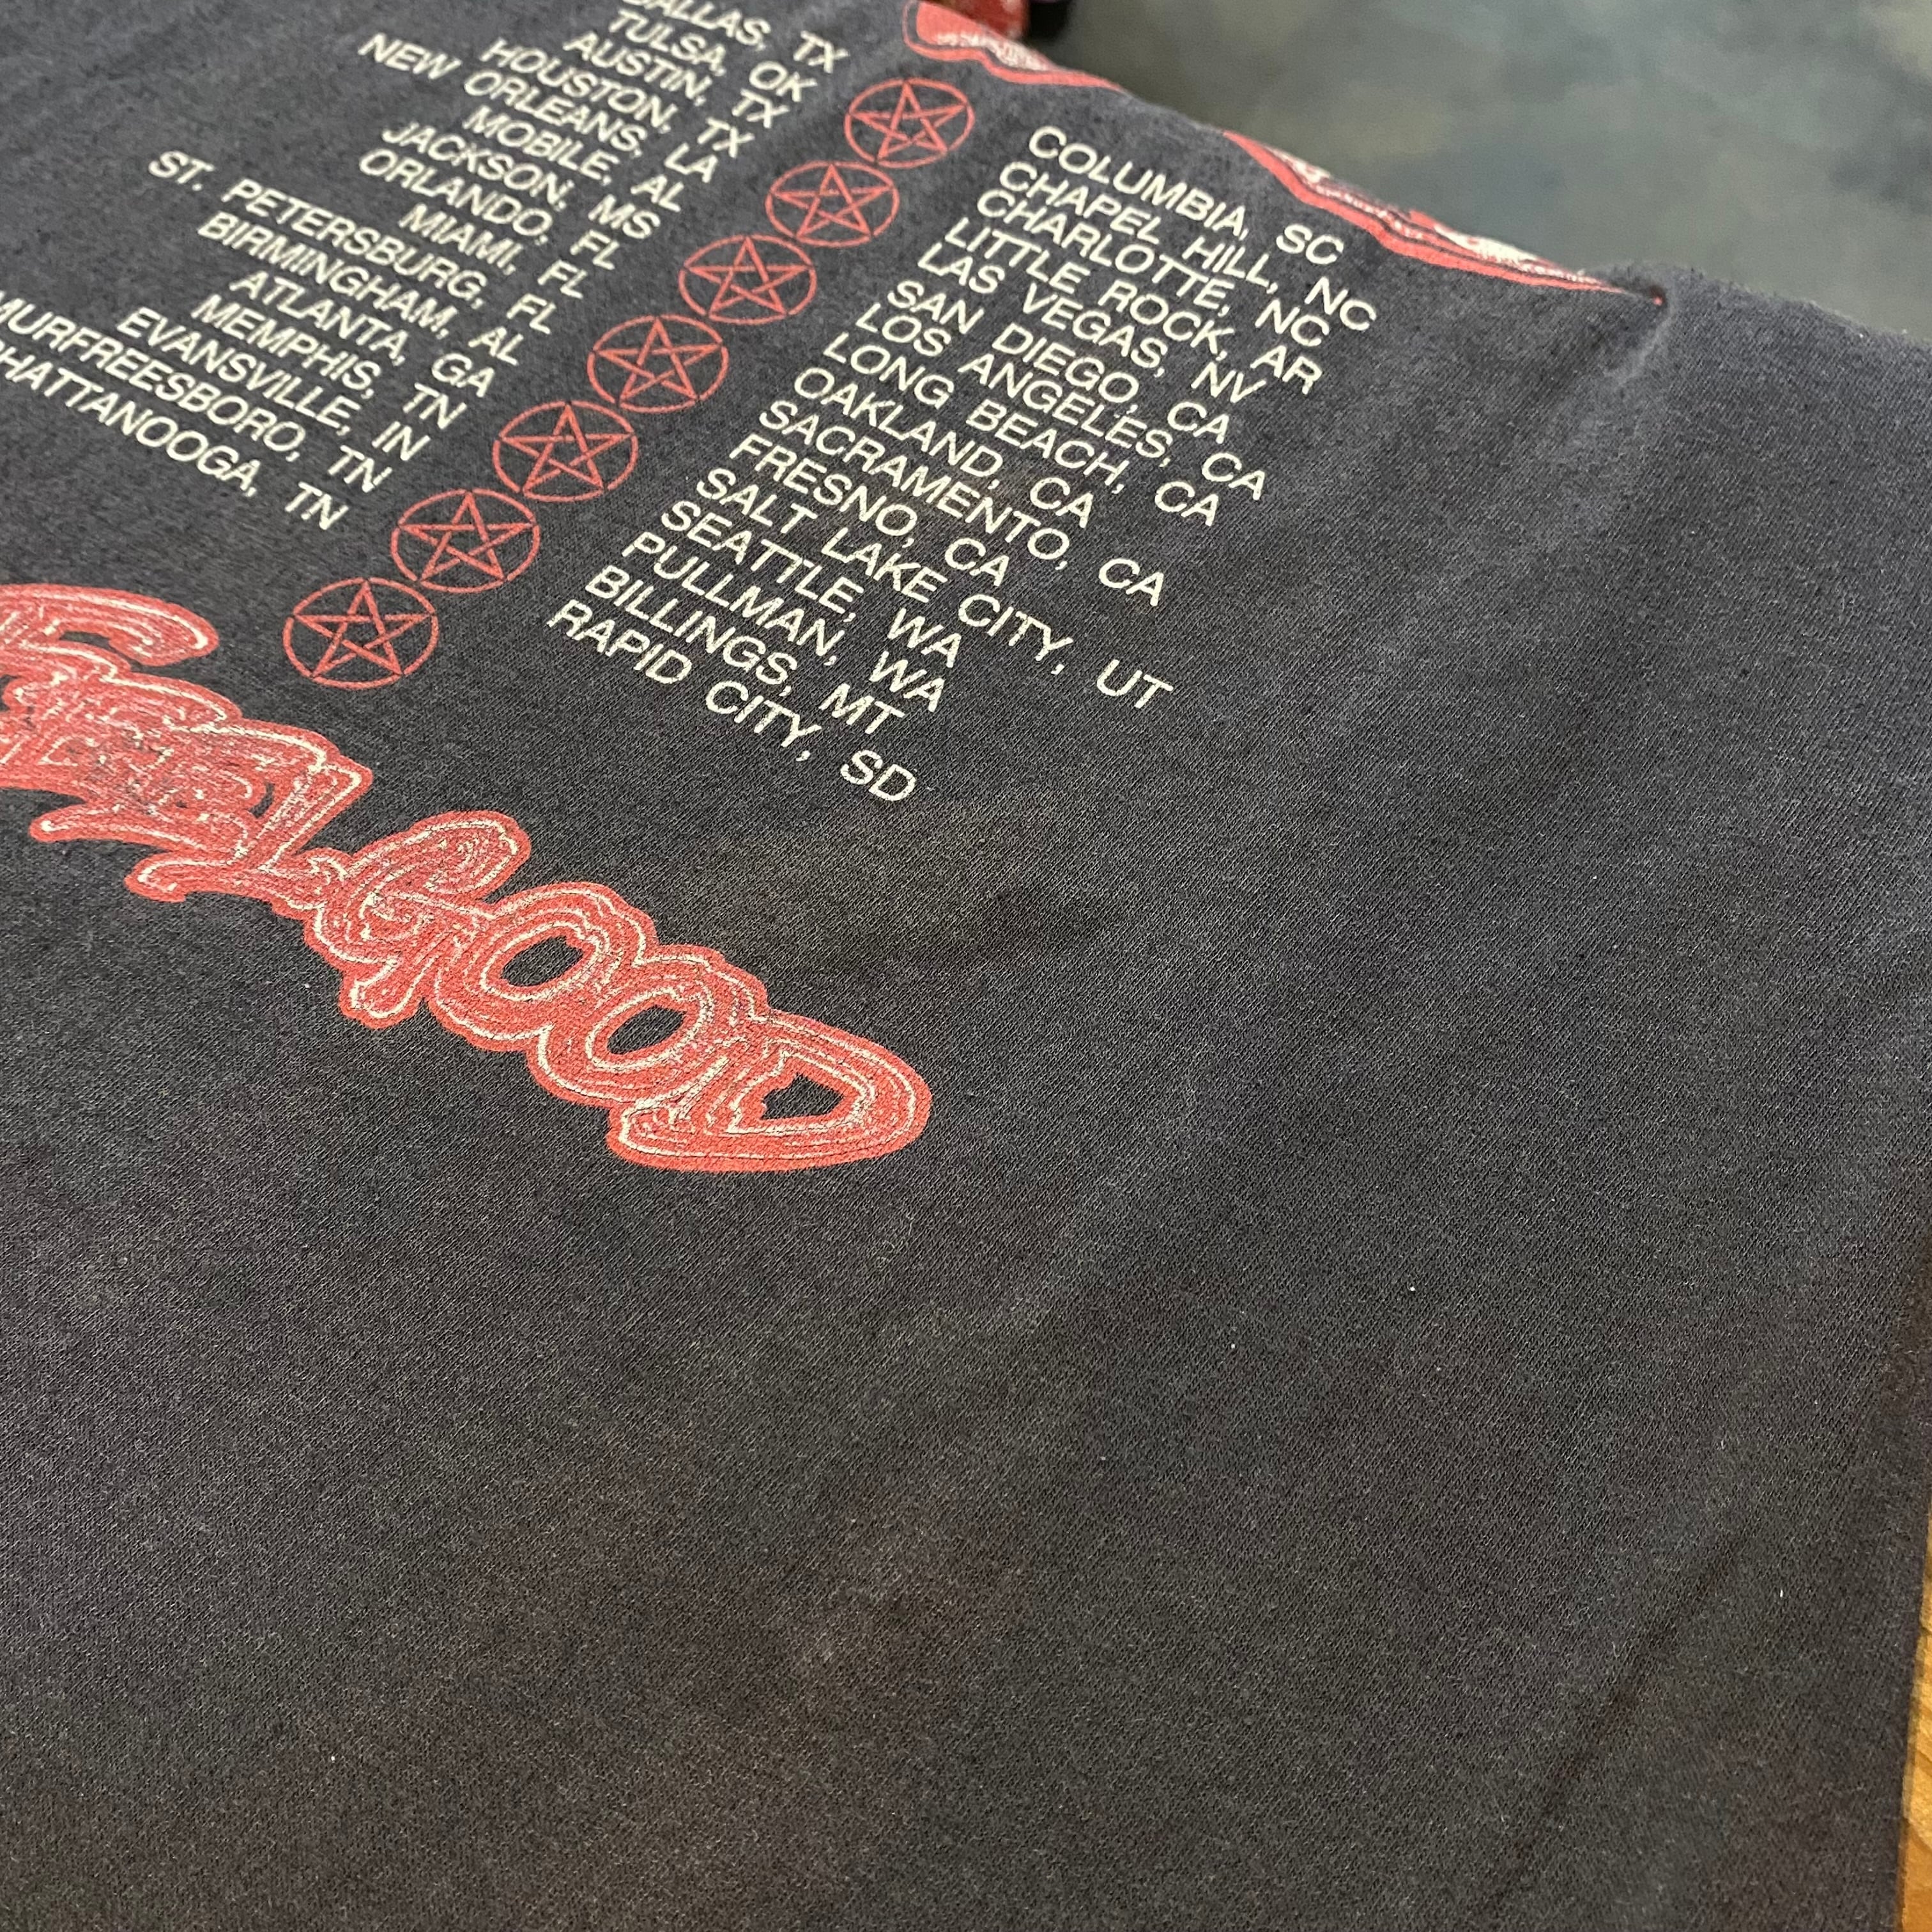 DALLAS, TX
TULSA, OK
AUSTIN, TX
HOUSTON, TX
NEW ORLEANS, LA
MOBILE, AL
JACKSON, MS
ORLANDO, FL
MIAMI, FL
ST. PETERSBURG, FL
BIRMINGHAM, AL
ATLANTA, GA
MEMPHIS, TN
EVANSVILLE, IN
MURFREESBORO, TN
HATTANOOGA, TN
COLUMBIA, SC
CHAPEL HILL, NC
CHARLOTTE, NC
LITTLE ROCK, AR
LAS VEGAS, NV
SAN DIEGO, CA
LOS ANGELES, CA
LONG BEACH, CA
OAKLAND, CA
SACRAMENTO, CA
FRESNO, CA
SALT LAKE CITY, UT
SEATTLE, WA
PULLMAN, WA
BILLINGS, MT
RAPID CITY, SD
FEELGOOD